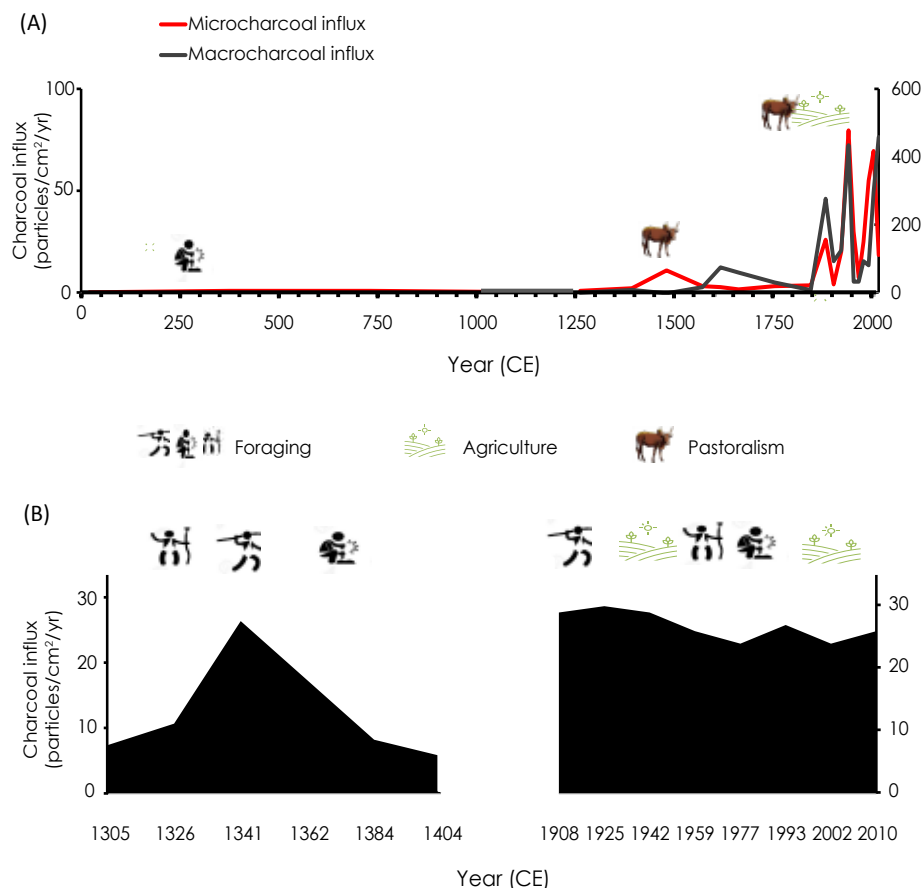 (A)
Microcharcoal influx
Macrocharcoal influx
Charcoal influx
(particles/cm²/yr)
100
50
0
600
400
200
0
0 250 500 750 1000 1250 1500 1750 2000
Year (CE)
Foraging Agriculture Pastoralism
(B)
Charcoal influx
(particles/cm²/yr)
30
20
10
0
30
20
10
0
1305 1326 1341 1362 1384 1404 1908 1925 1942 1959 1977 1993 2002 2010
Year (CE)